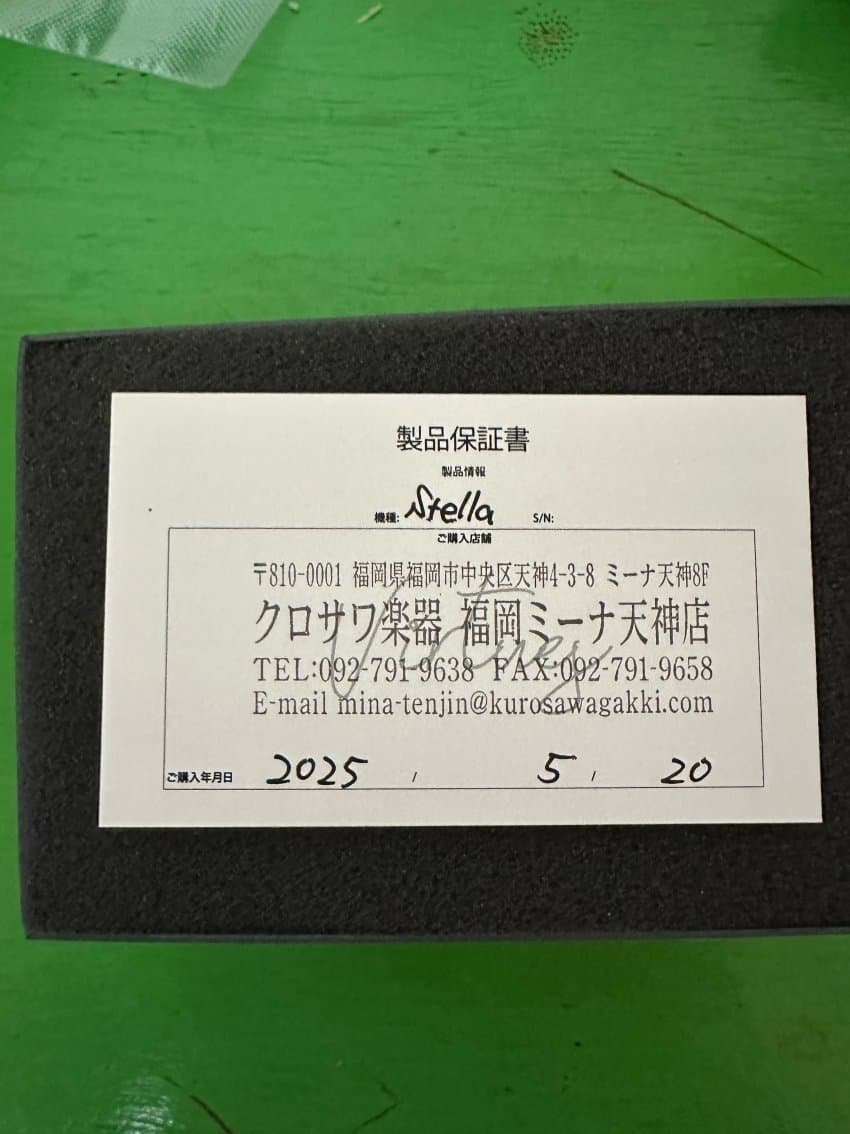 製品保証書
製品情報
機種: Stella S/N:
ご購入店舗
〒810-0001 福岡県福岡市中央区天神4-3-8 ミーナ天神8F
クロサワ楽器 福岡ミーナ天神店
Virtues
TEL:092-791-9638 FAX:092-791-9658
E-mail mina-tenjin@kurosawagakki.com
ご購入年月日 2025 / 5 / 20